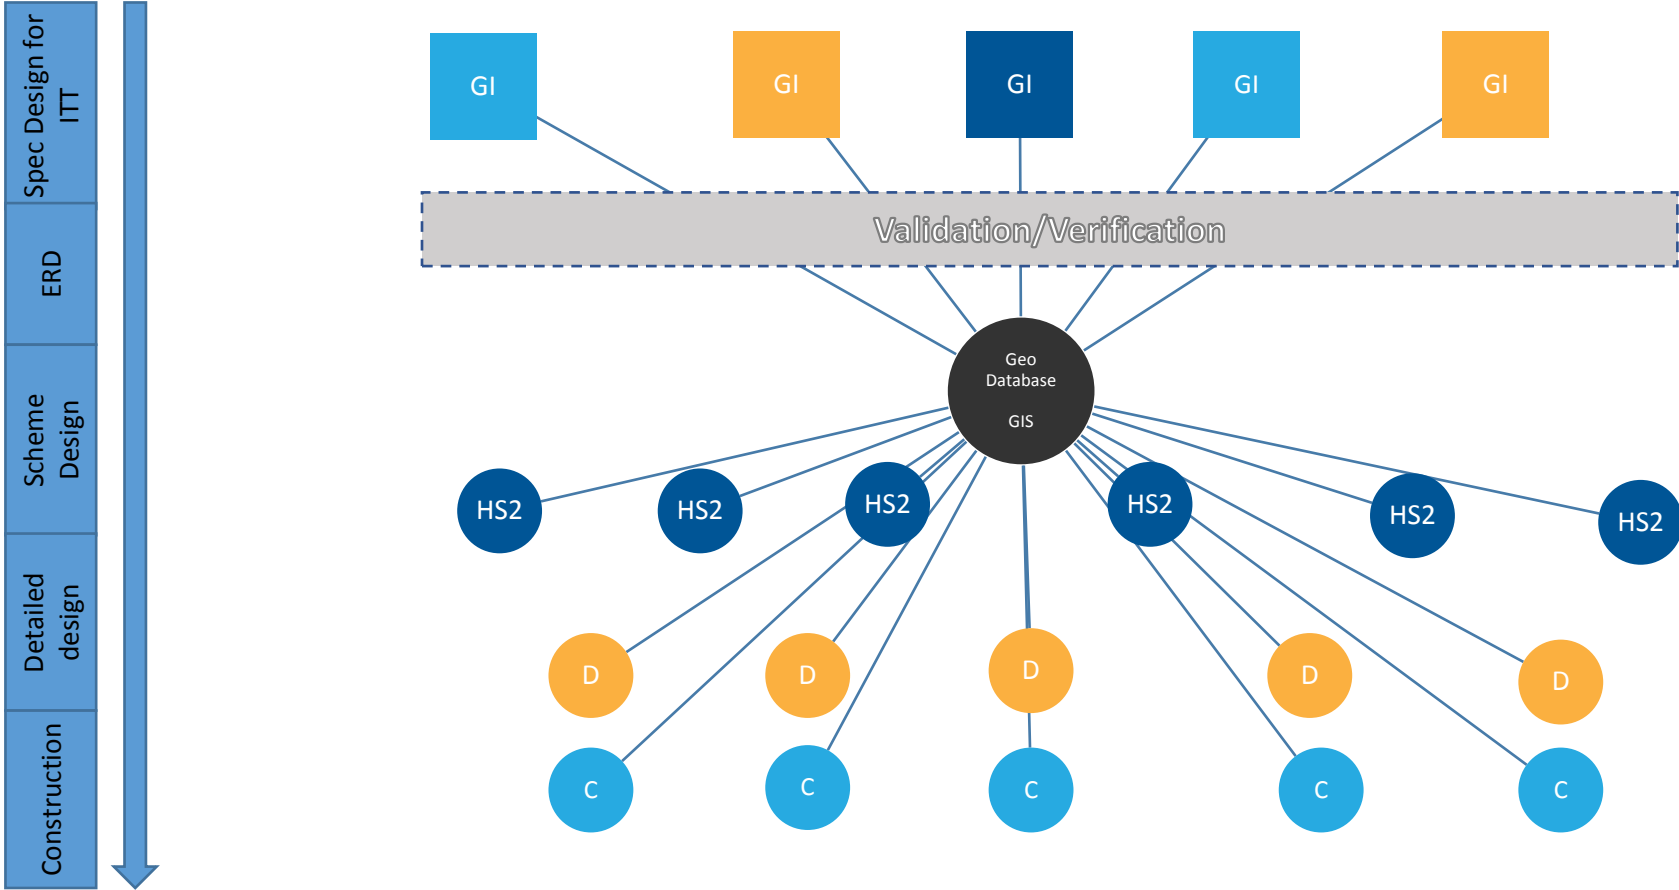 Spec Design for
ITT
ERD
Scheme
Design
Detailed
design
Construction
GI
GI
GI
GI
GI
Validation/Verification
Geo
Database
GIS
HS2
HS2
HS2
HS2
HS2
HS2
D
D
D
D
D
C
C
C
C
C